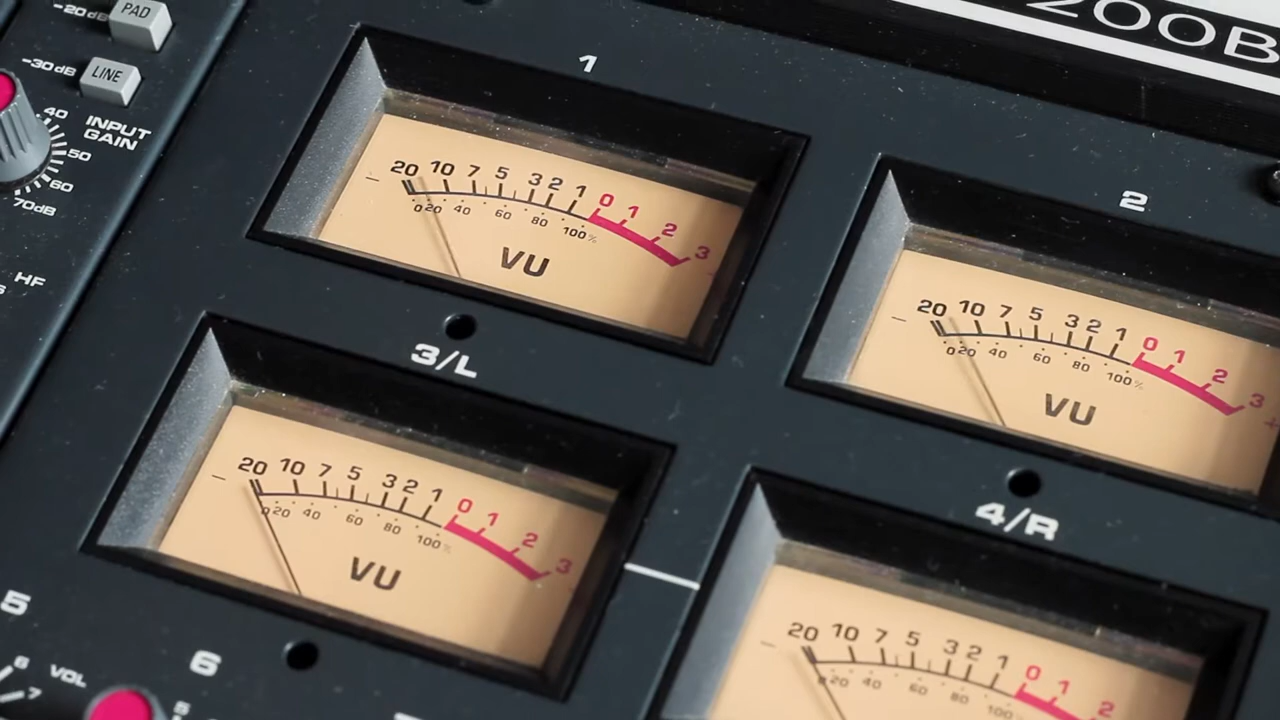 -20dB PAD
-30dB LINE
INPUT
GAIN
40
50
60
70dB
HF
200B
1
20 10 7 5 3 2 1 0 1 2 3
0 20 40 60 80 100%
VU
2
20 10 7 5 3 2 1 0 1 2 3
0 20 40 60 80 100%
VU
3/L
20 10 7 5 3 2 1 0 1 2 3
0 20 40 60 80 100%
VU
4/R
20 10 7 5 3 2 1 0 1 2
20 40 60 80 100
5
6
VOL
8
7
5